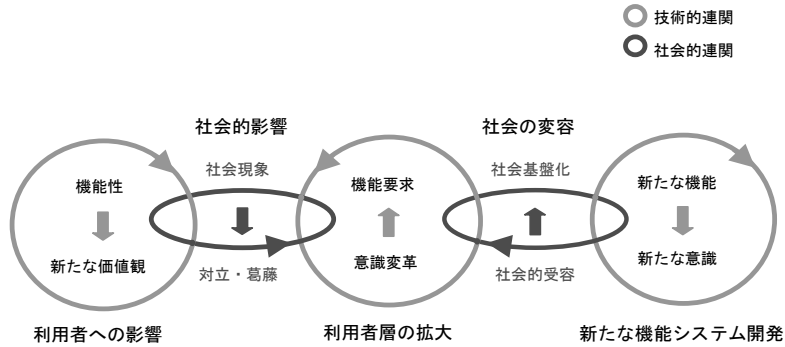 技術的連関
社会的連関
社会的影響
社会の変容
社会現象
社会基盤化
機能性
機能要求
新たな機能
新たな価値観
意識変革
新たな意識
対立・葛藤
社会的受容
利用者への影響
利用者層の拡大
新たな機能システム開発